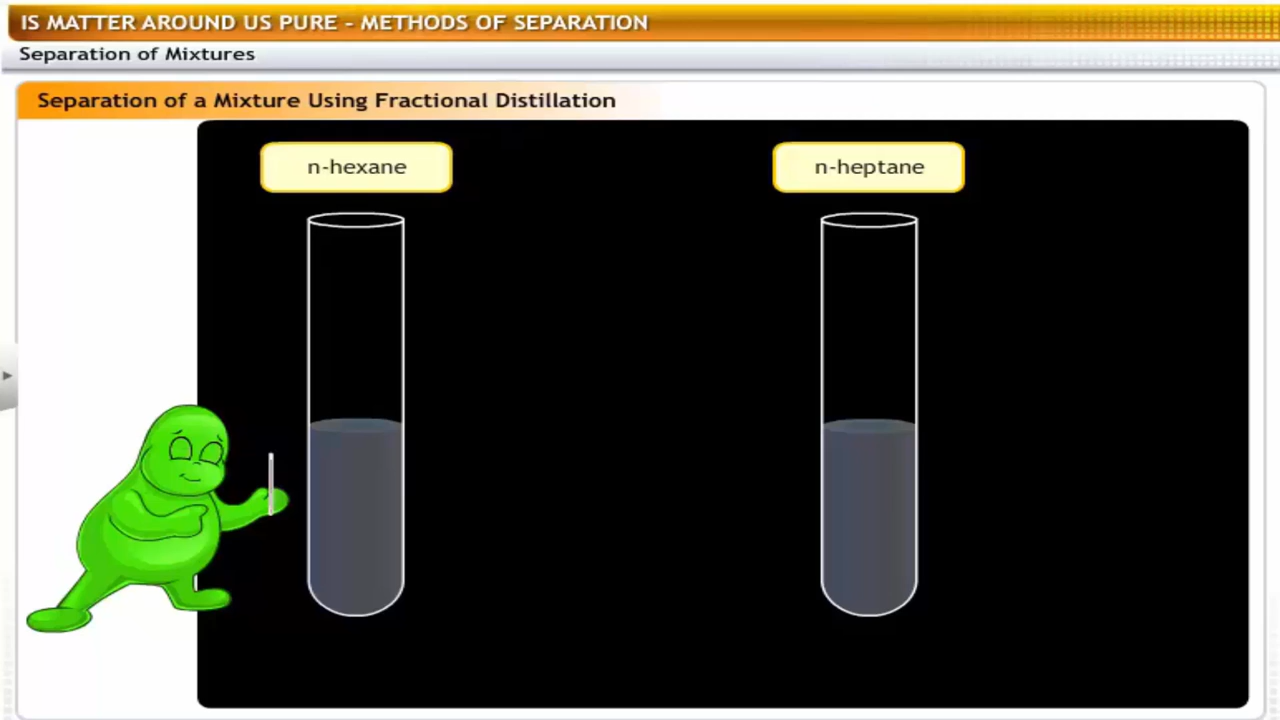 IS MATTER AROUND US PURE - METHODS OF SEPARATION
Separation of Mixtures
Separation of a Mixture Using Fractional Distillation
n-hexane
n-heptane